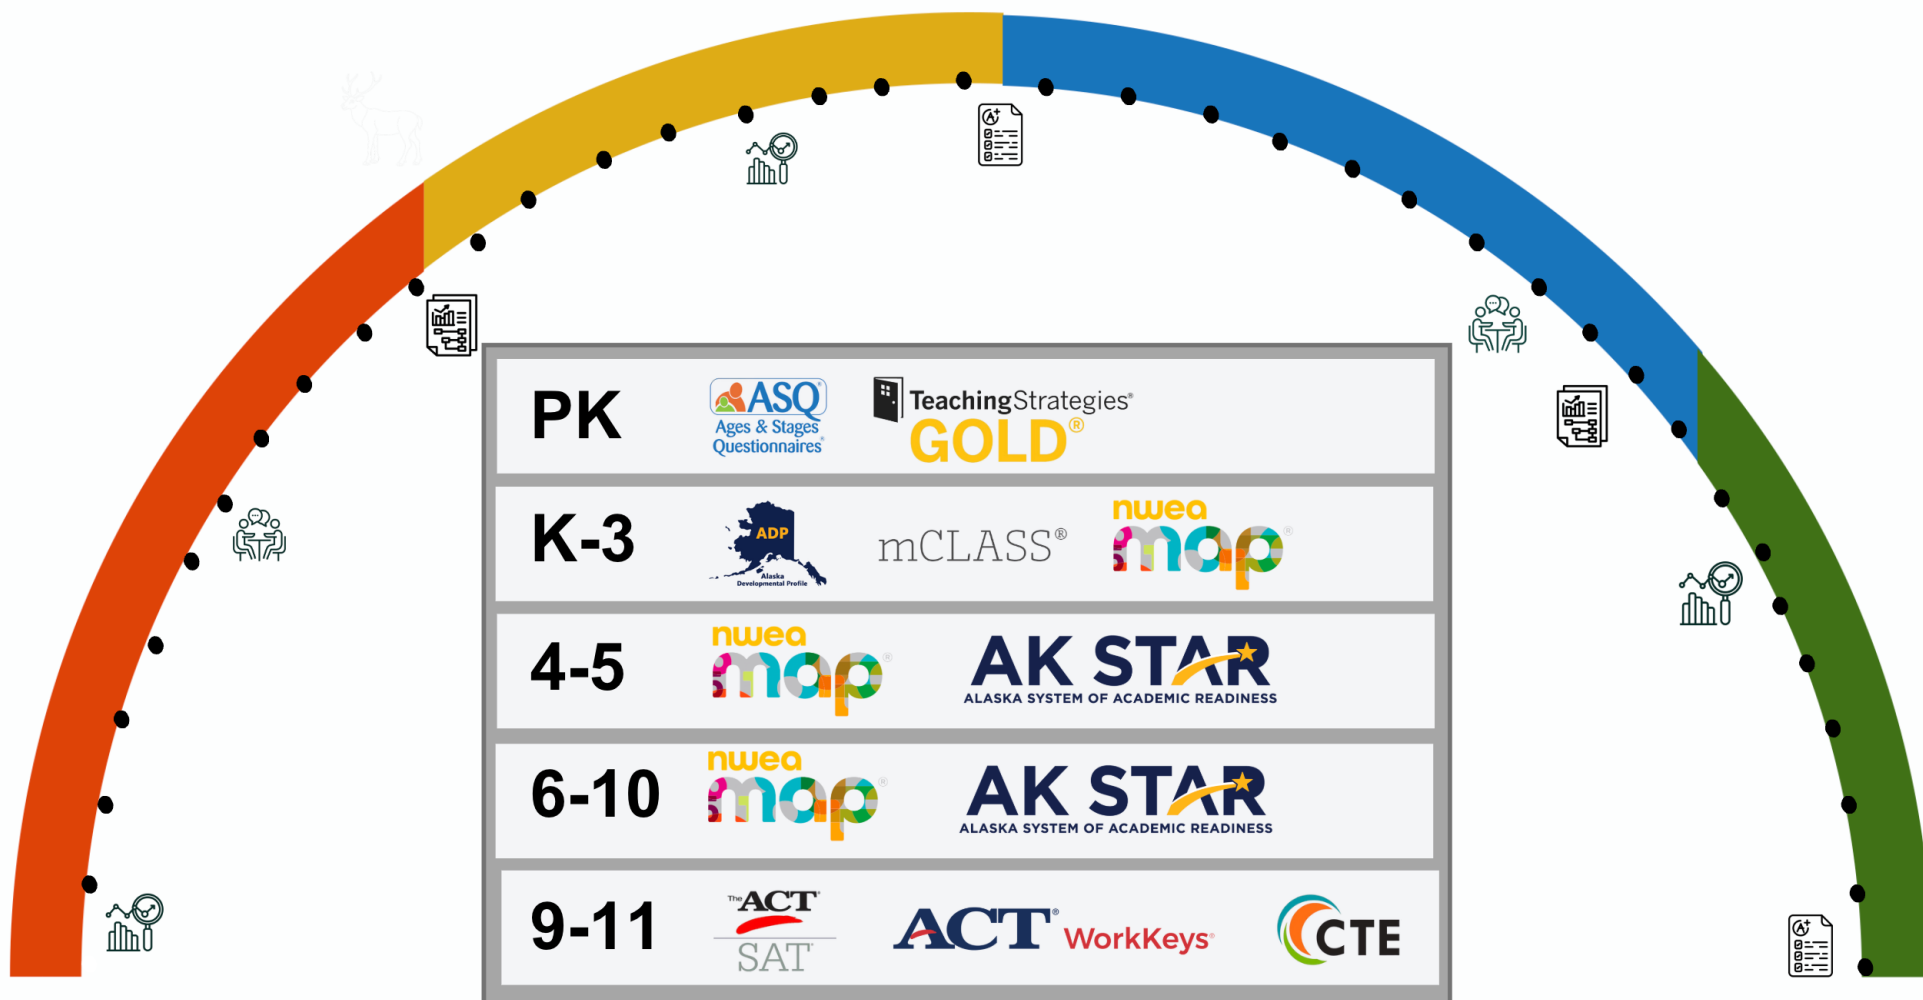 A+
A+
PK
ASQ®
Ages & Stages
Questionnaires®
TeachingStrategies®
GOLD®
K-3
ADP
Alaska
Developmental Profile
mCLASS®
nwea
map®
4-5
nwea
map®
AK STAR
ALASKA SYSTEM OF ACADEMIC READINESS
6-10
nwea
map®
AK STAR
ALASKA SYSTEM OF ACADEMIC READINESS
9-11
The ACT®
SAT®
ACT® WorkKeys®
CTE